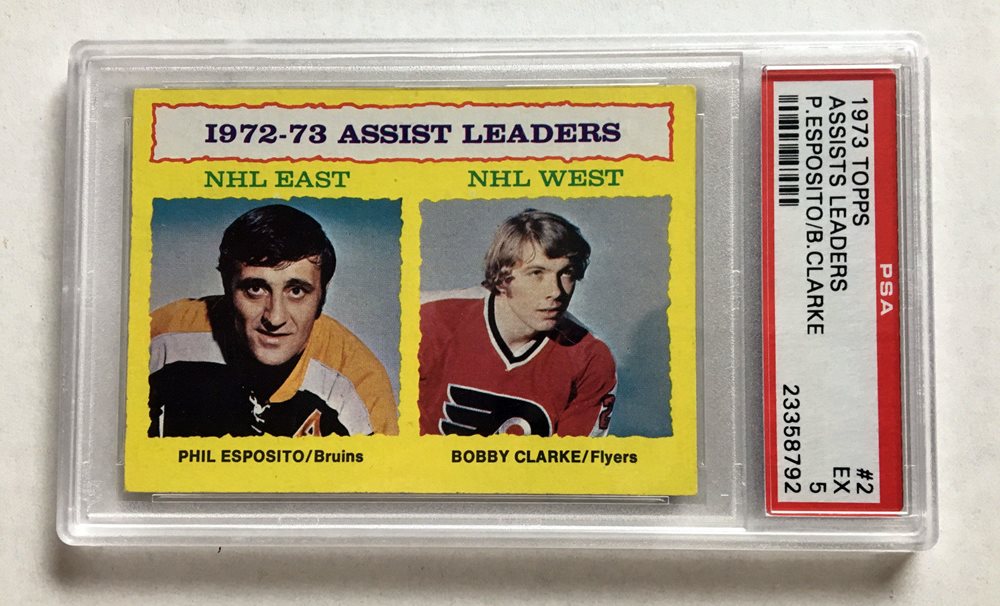 1972-73 ASSIST LEADERS
NHL EAST NHL WEST
PHIL ESPOSITO/Bruins BOBBY CLARKE/Flyers
PSA
1973 TOPPS #2
ASSISTS LEADERS EX
P.ESPOSITO/B.CLARKE 5
23358792